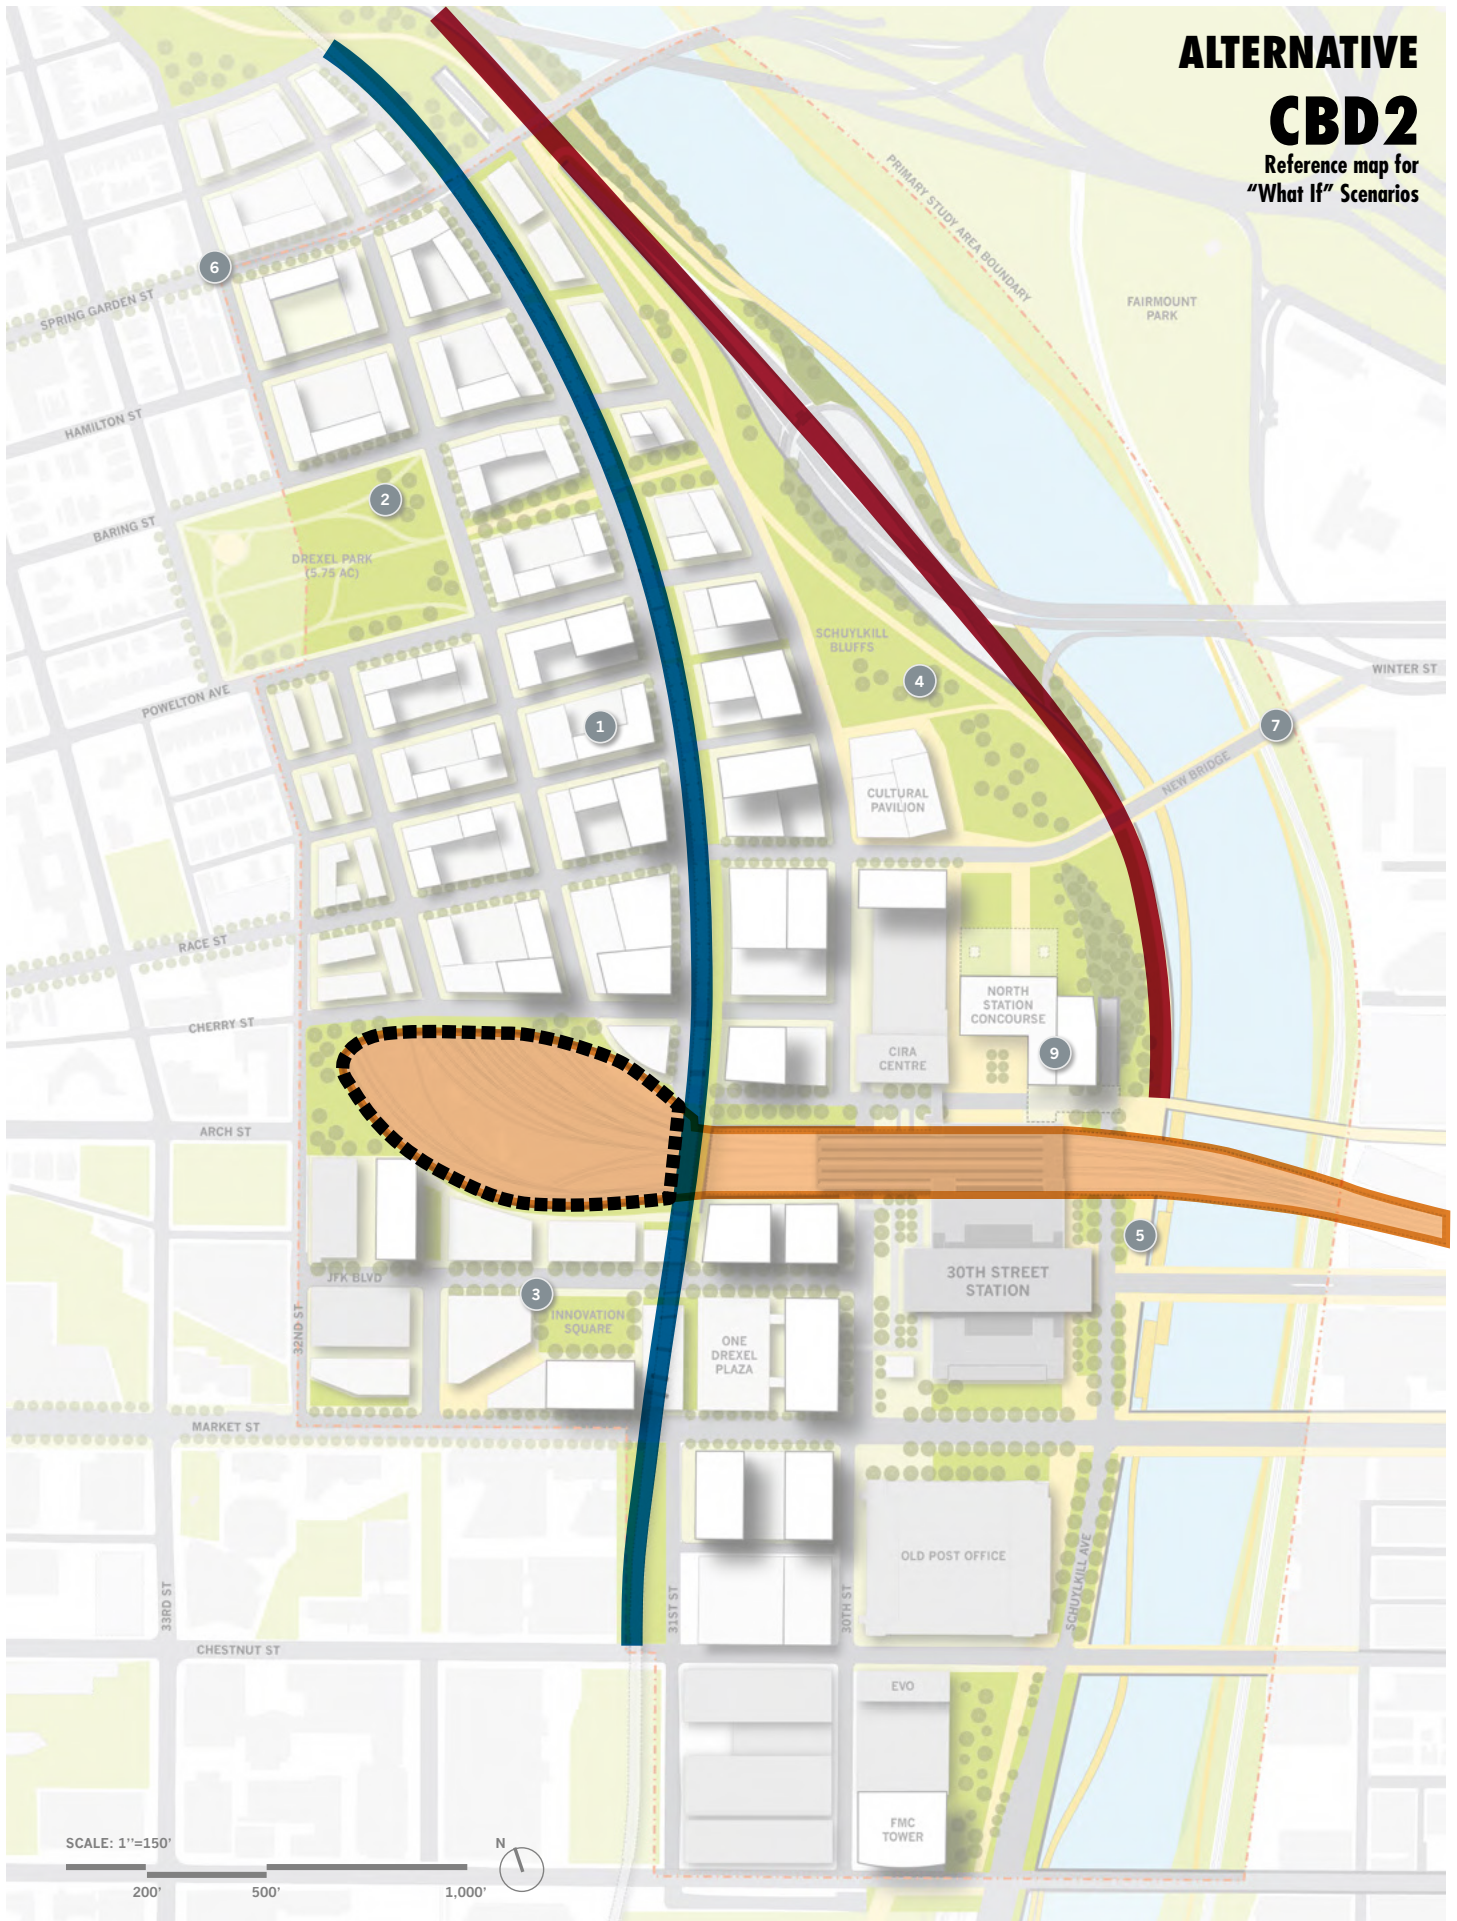 ALTERNATIVE
CBD2
Reference map for
“What If” Scenarios
PRIMARY STUDY AREA BOUNDARY
FAIRMOUNT
PARK
6
SPRING GARDEN ST
HAMILTON ST
2
BARING ST
DREXEL PARK
(5.75 AC)
SCHUYLKILL
BLUFFS
4
WINTER ST
POWELTON AVE
1
7
NEW BRIDGE
CULTURAL
PAVILION
RACE ST
NORTH
STATION
CONCOURSE
CHERRY ST
CIRA
CENTRE
9
ARCH ST
5
JFK BLVD
30TH STREET
STATION
3
INNOVATION
SQUARE
32ND ST
ONE
DREXEL
PLAZA
MARKET ST
OLD POST OFFICE
SCHUYLKILL AVE
33RD ST
31ST ST
30TH ST
CHESTNUT ST
EVO
FMC
TOWER
SCALE: 1’’=150’
N
200’
500’
1,000’